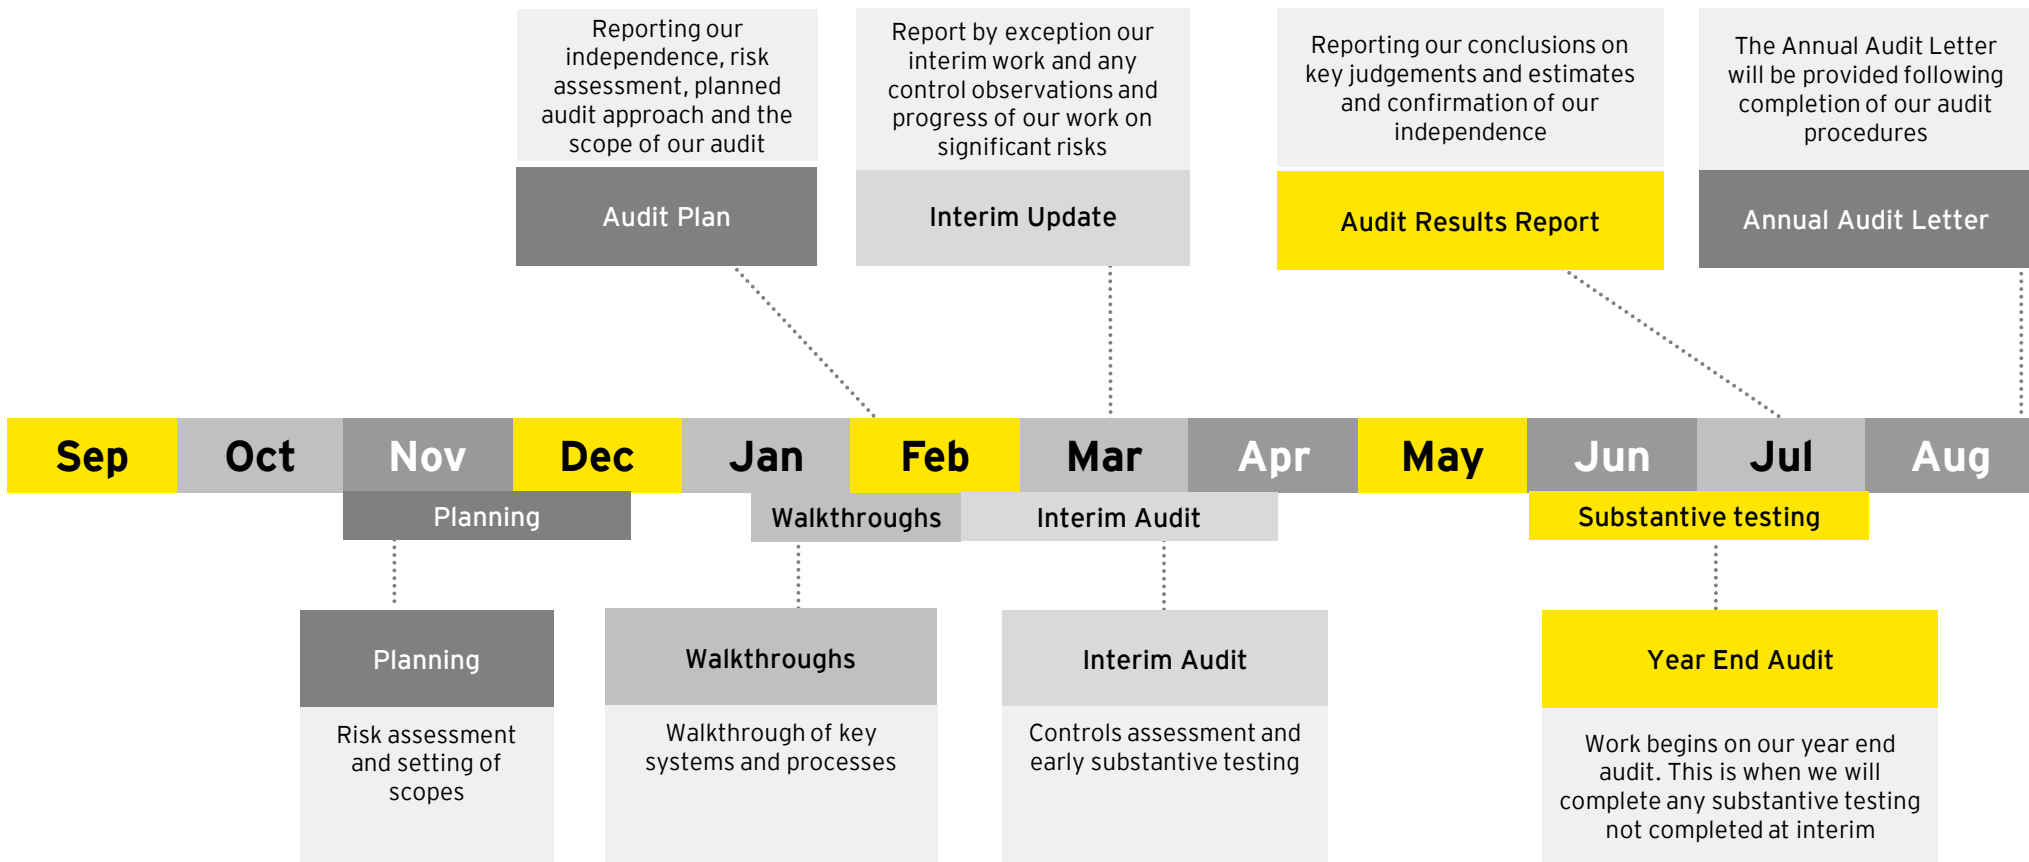 Reporting our
independence, risk
assessment, planned
audit approach and the
scope of our audit
Audit Plan
Report by exception our
interim work and any
control observations and
progress of our work on
significant risks
Interim Update
Reporting our conclusions on
key judgements and estimates
and confirmation of our
independence
Audit Results Report
The Annual Audit Letter
will be provided following
completion of our audit
procedures
Annual Audit Letter
Sep Oct Nov Dec Jan Feb Mar Apr May Jun Jul Aug
Planning Walkthroughs Interim Audit Substantive testing
Planning
Risk assessment
and setting of
scopes
Walkthroughs
Walkthrough of key
systems and processes
Interim Audit
Controls assessment and
early substantive testing
Year End Audit
Work begins on our year end
audit. This is when we will
complete any substantive testing
not completed at interim